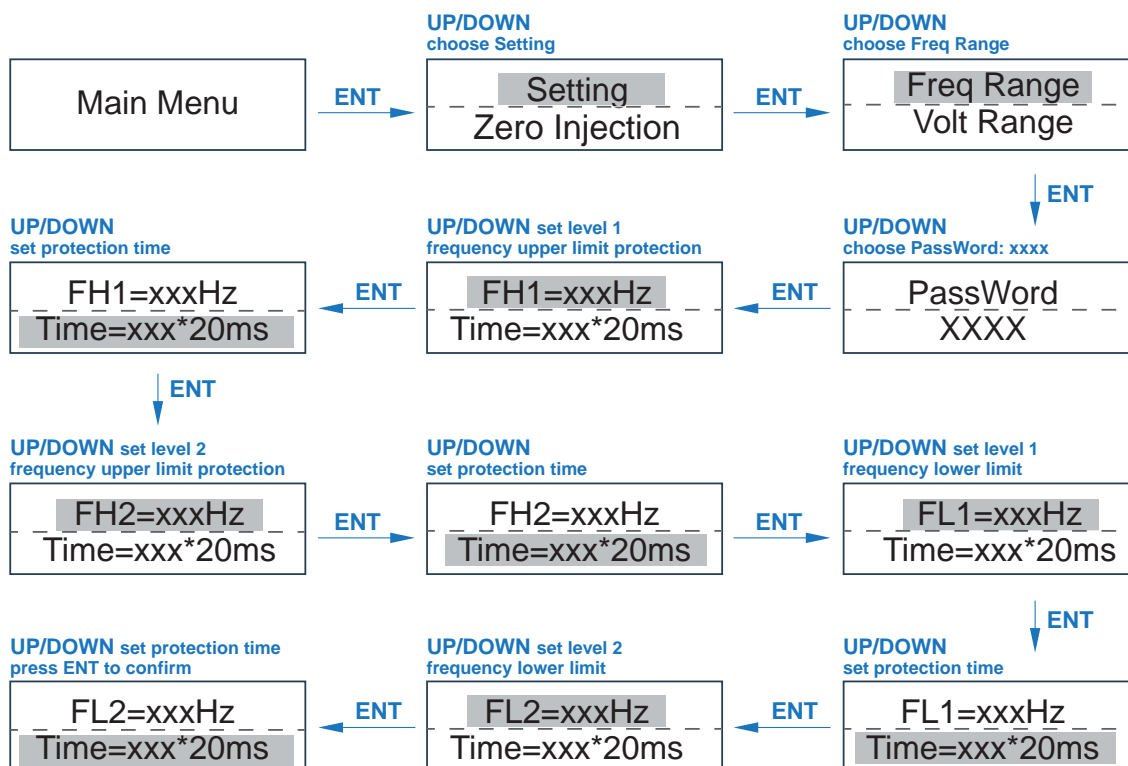 UP/DOWN
choose Setting
UP/DOWN
choose Freq Range
Main Menu
ENT
Setting
Zero Injection
ENT
Freq Range
Volt Range
ENT
UP/DOWN
set protection time
UP/DOWN set level 1
frequency upper limit protection
UP/DOWN
choose PassWord: xxxx
FH1=xxxHz
Time=xxx*20ms
ENT
FH1=xxxHz
Time=xxx*20ms
ENT
PassWord
XXXX
ENT
UP/DOWN set level 2
frequency upper limit protection
UP/DOWN
set protection time
UP/DOWN set level 1
frequency lower limit
FH2=xxxHz
Time=xxx*20ms
ENT
FH2=xxxHz
Time=xxx*20ms
ENT
FL1=xxxHz
Time=xxx*20ms
ENT
UP/DOWN set protection time
press ENT to confirm
UP/DOWN set level 2
frequency lower limit
UP/DOWN
set protection time
FL2=xxxHz
Time=xxx*20ms
ENT
FL2=xxxHz
Time=xxx*20ms
ENT
FL1=xxxHz
Time=xxx*20ms